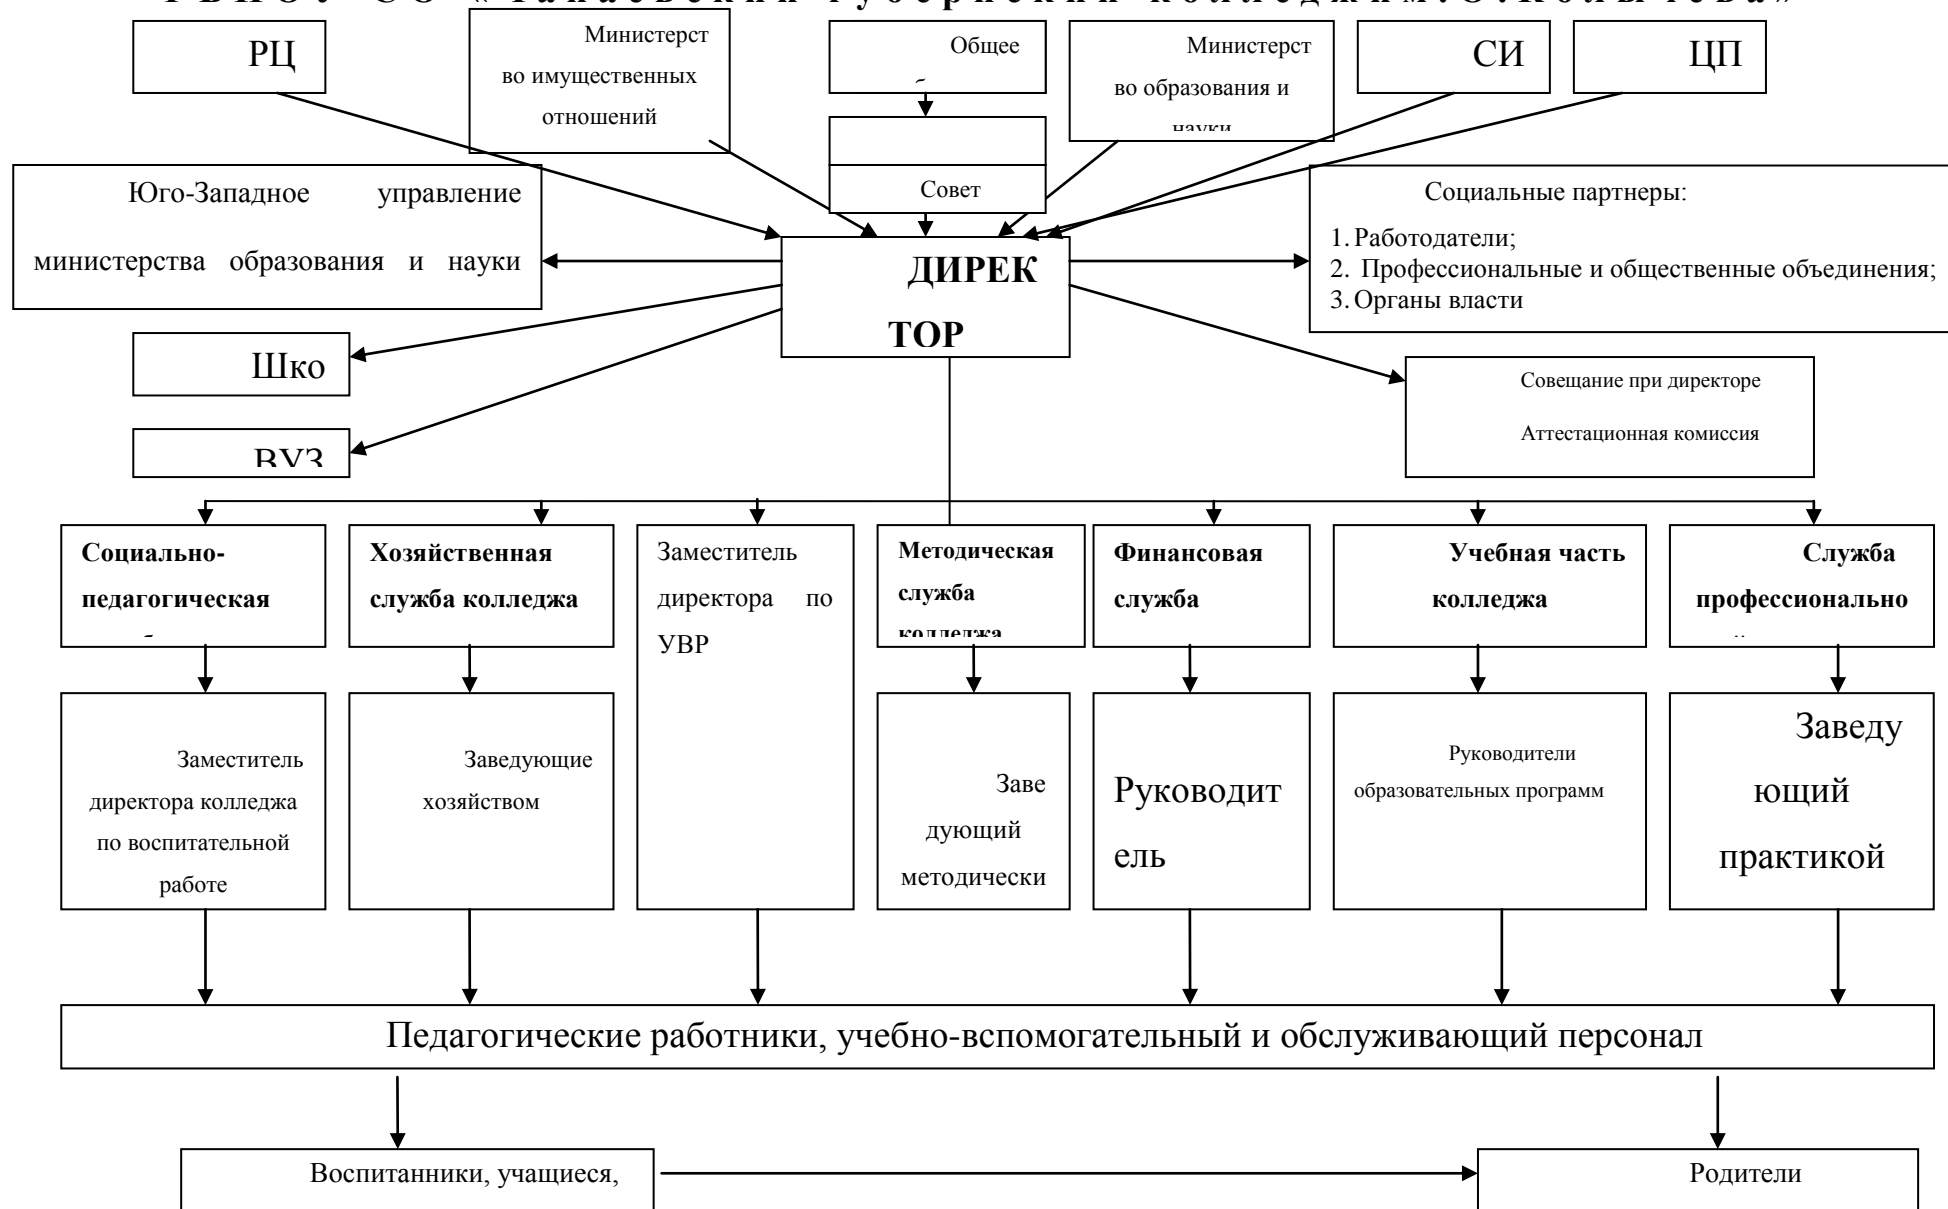 РЦ
Министерст
во имущественных
отношений
Общее
Министерст
во образования и
науки
СИ
ЦП
Совет
Юго-Западное управление
министерства образования и науки
ДИРЕК
ТОР
Социальные партнеры:
1. Работодатели;
2. Профессиональные и общественные объединения;
3. Органы власти
Шко
ВУЗ
Совещание при директоре
Аттестационная комиссия
Социально-
педагогическая
Хозяйственная
служба колледжа
Заместитель
директора по
УВР
Методическая
служба
колледжа
Финансовая
служба
Учебная часть
колледжа
Служба
профессионально
Заместитель
директора колледжа
по воспитательной
работе
Заведующие
хозяйством
Заве
дующий
методически
Руководит
ель
Руководители
образовательных программ
Заведу
ющий
практикой
Педагогические работники, учебно-вспомогательный и обслуживающий персонал
Воспитанники, учащиеся,
Родители